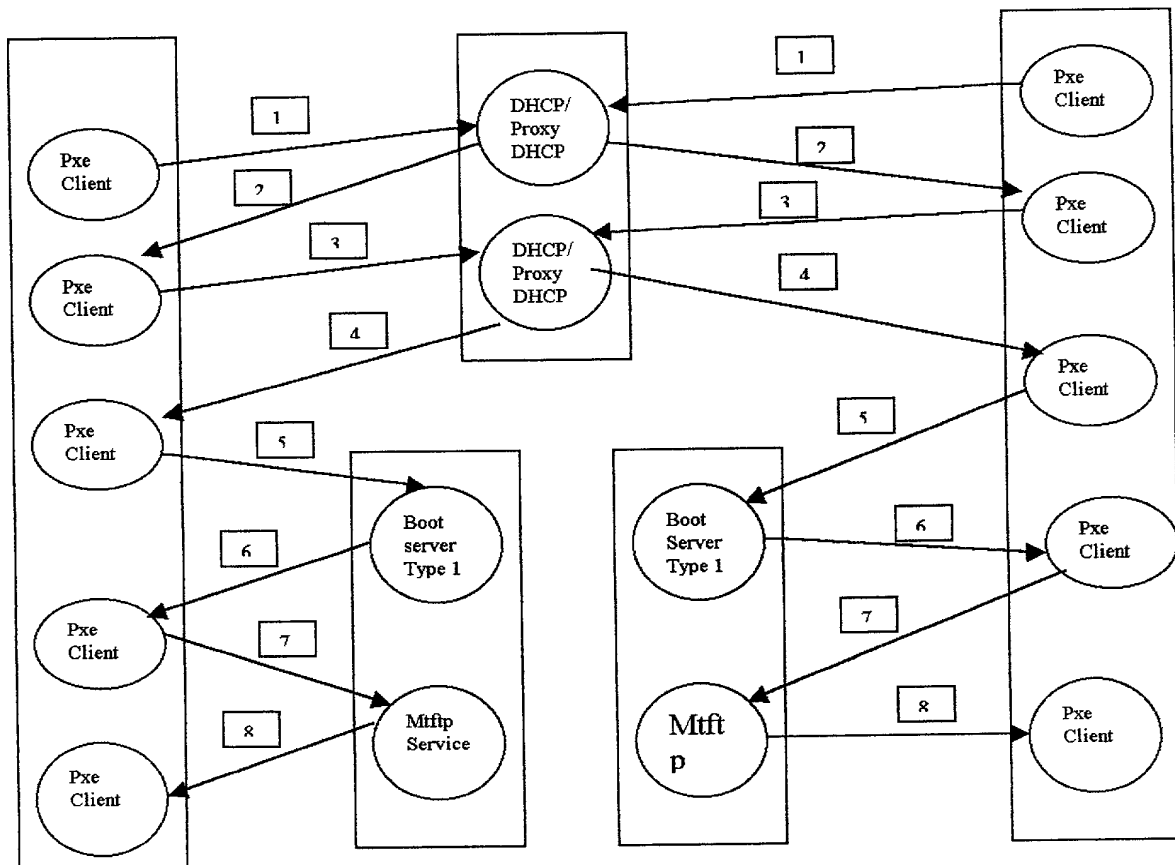 1
Pxe
Client
DHCP/
Proxy
DHCP
1
Pxe
Client
2
2
Pxe
Client
3
3
Pxe
Client
DHCP/
Proxy
DHCP
4
4
Pxe
Client
Pxe
Client
5
5
Boot
server
Type 1
Boot
Server
Type 1
6
6
Pxe
Client
Pxe
Client
7
7
Mtftp
Service
Mtft
p
8
8
Pxe
Client
Pxe
Client